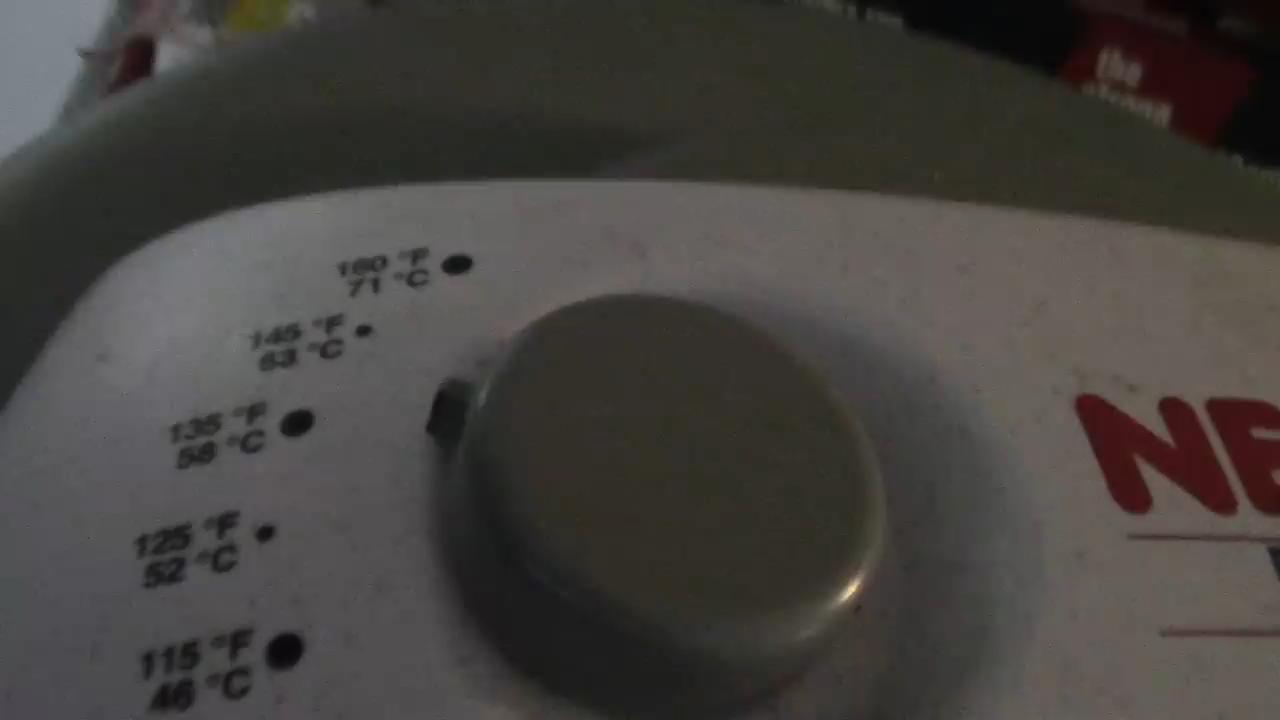 the
160 °F
71 °C
145 °F
63 °C
135 °F
58 °C
NE
125 °F
52 °C
115 °F
46 °C